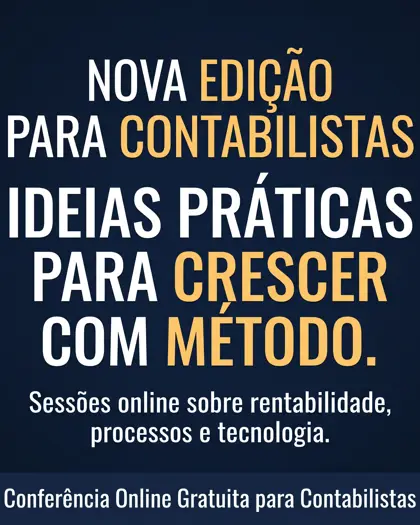 NOVA EDIÇÃO
PARA CONTABILISTAS
IDEIAS PRÁTICAS
PARA CRESCER
COM MÉTODO.
Sessões online sobre rentabilidade,
processos e tecnologia.
Conferência Online Gratuita para Contabilistas